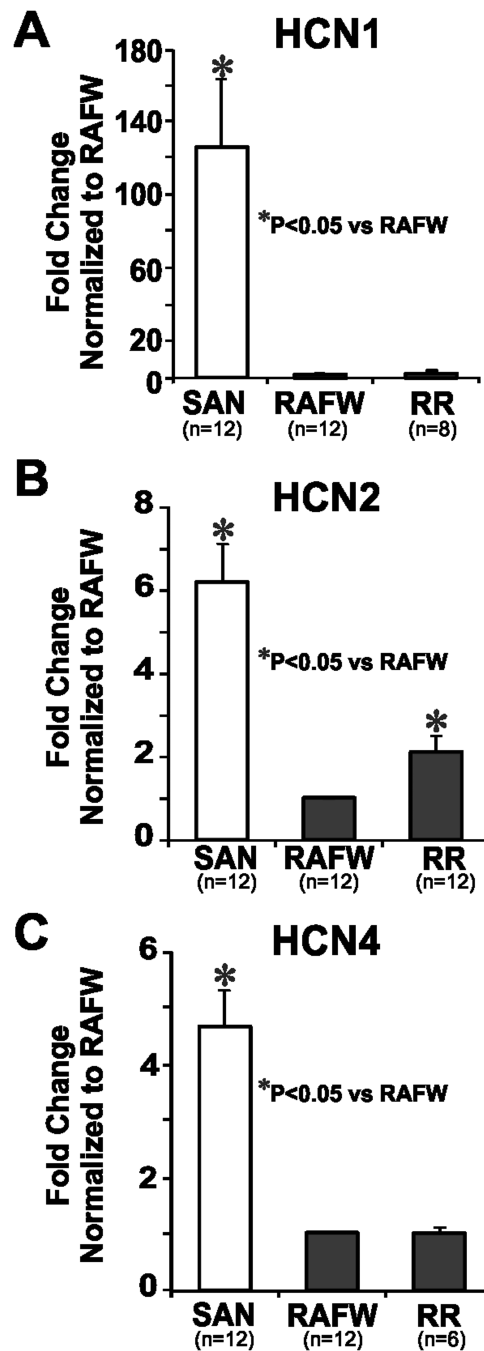 A HCN1
Fold Change
Normalized to RAFW
180
140
100
60
20
0
*
*P<0.05 vs RAFW
SAN RAFW RR
(n=12) (n=12) (n=8)
B HCN2
Fold Change
Normalized to RAFW
8
6
4
2
0
*
*P<0.05 vs RAFW
*
SAN RAFW RR
(n=12) (n=12) (n=12)
C HCN4
Fold Change
Normalized to RAFW
6
4
2
0
*
*P<0.05 vs RAFW
SAN RAFW RR
(n=12) (n=12) (n=6)